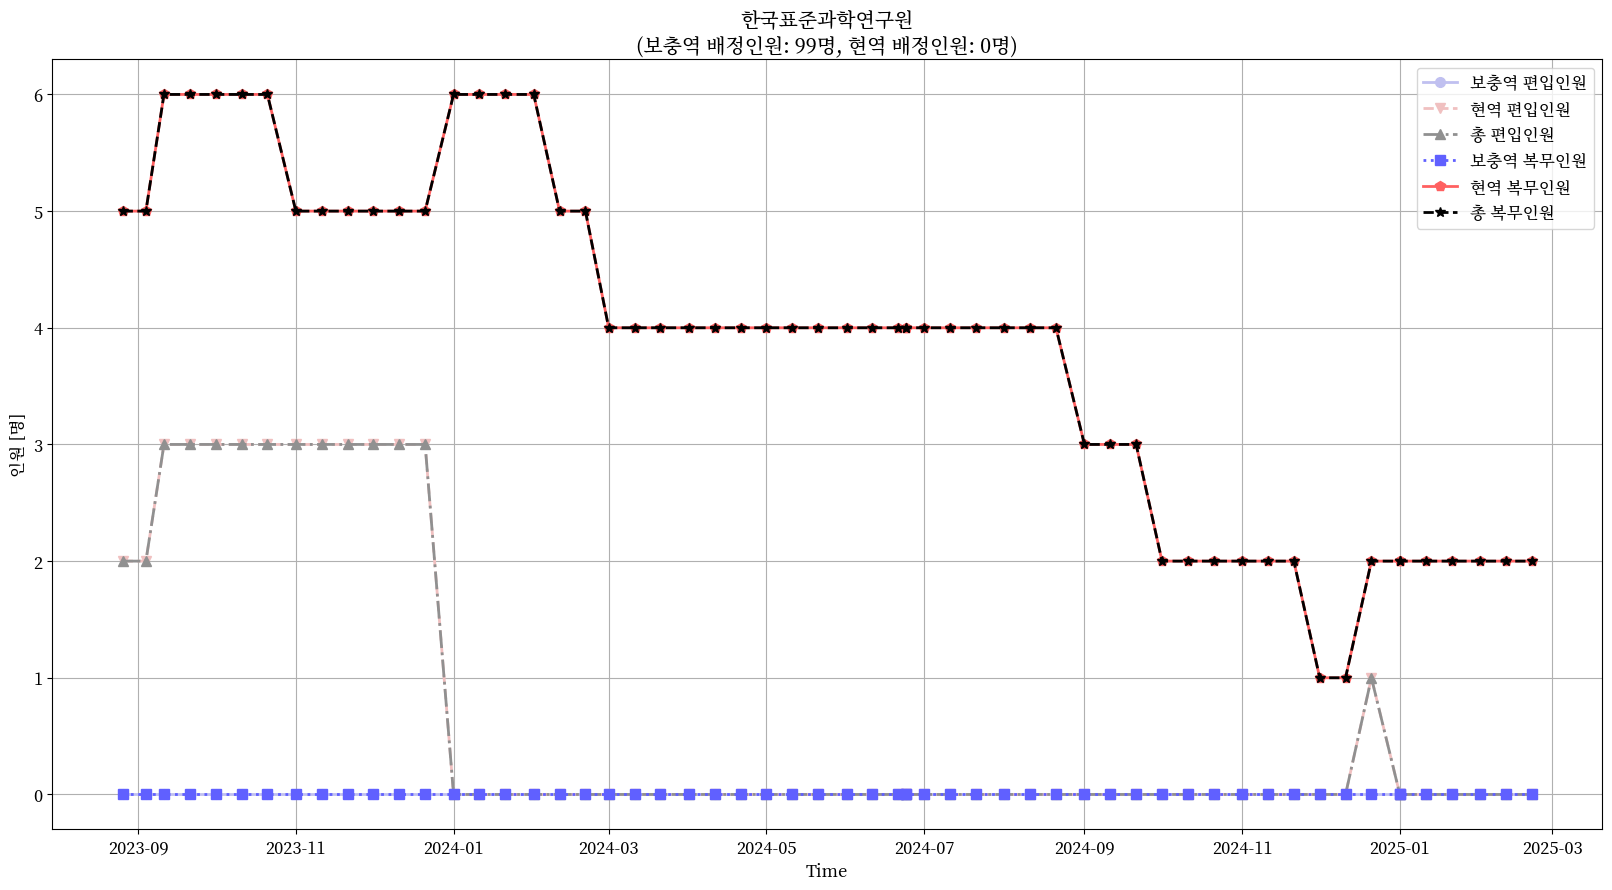 한국표준과학연구원
(보충역 배정인원: 99명, 현역 배정인원: 0명)
보충역 편입인원
현역 편입인원
총 편입인원
보충역 복무인원
현역 복무인원
총 복무인원
인원 [명]
6
5
4
3
2
1
0
2023-09
2023-11
2024-01
2024-03
2024-05
2024-07
2024-09
2024-11
2025-01
2025-03
Time